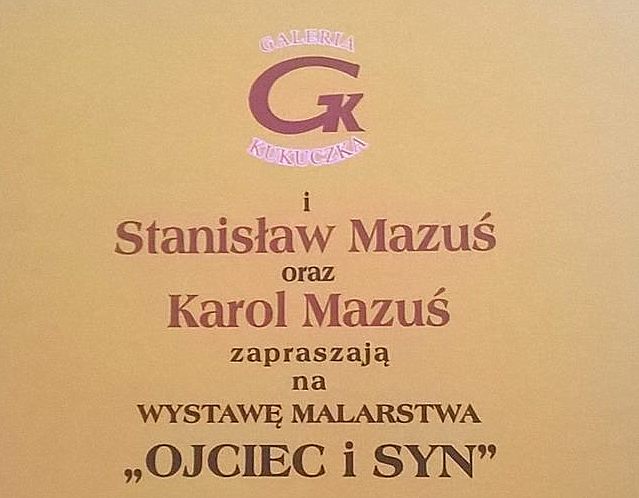 GALERIA
GK
KUKUCZKA
i
Stanisław Mazuś
oraz
Karol Mazuś
zapraszają
na
WYSTAWĘ MALARSTWA
„OJCIEC i SYN”